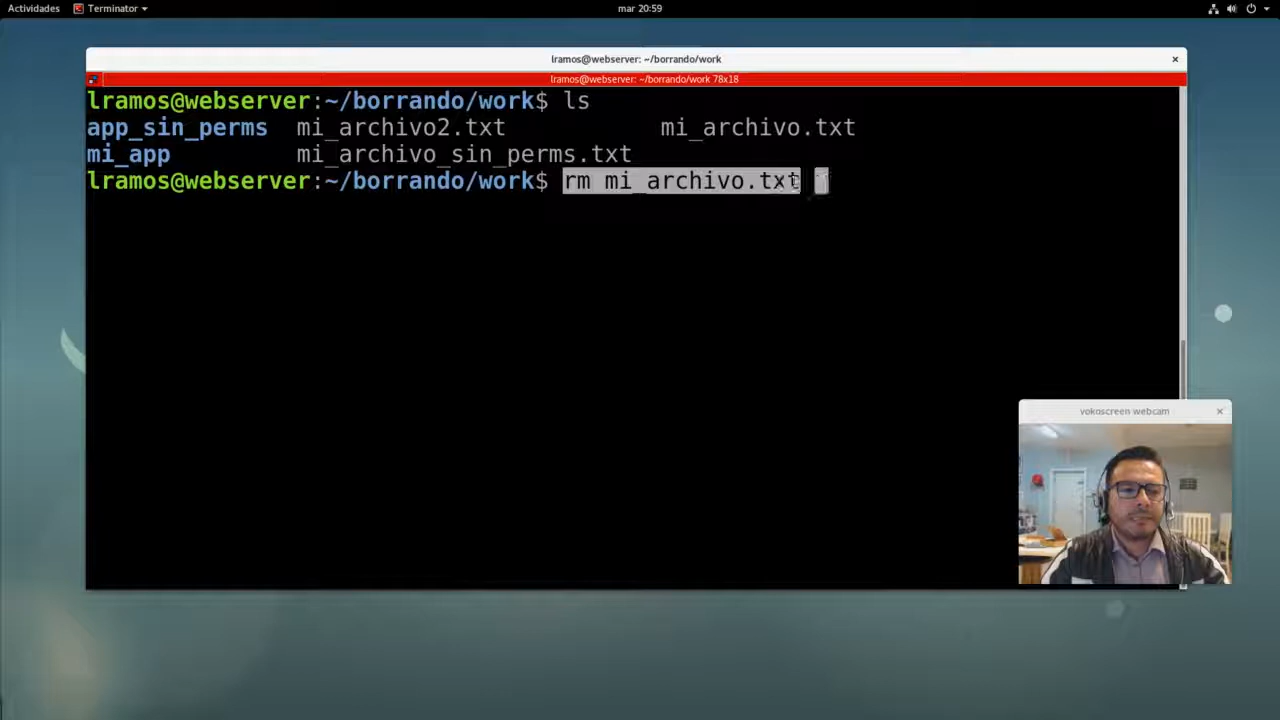 Actividades Terminator mar 20:59
lramos@webserver: ~/borrando/work
lramos@webserver: ~/borrando/work 78x18
lramos@webserver:~/borrando/work$ ls
app_sin_perms mi_archivo2.txt mi_archivo.txt
mi_app mi_archivo_sin_perms.txt
lramos@webserver:~/borrando/work$ rm mi_archivo.txt
vokoscreen webcam